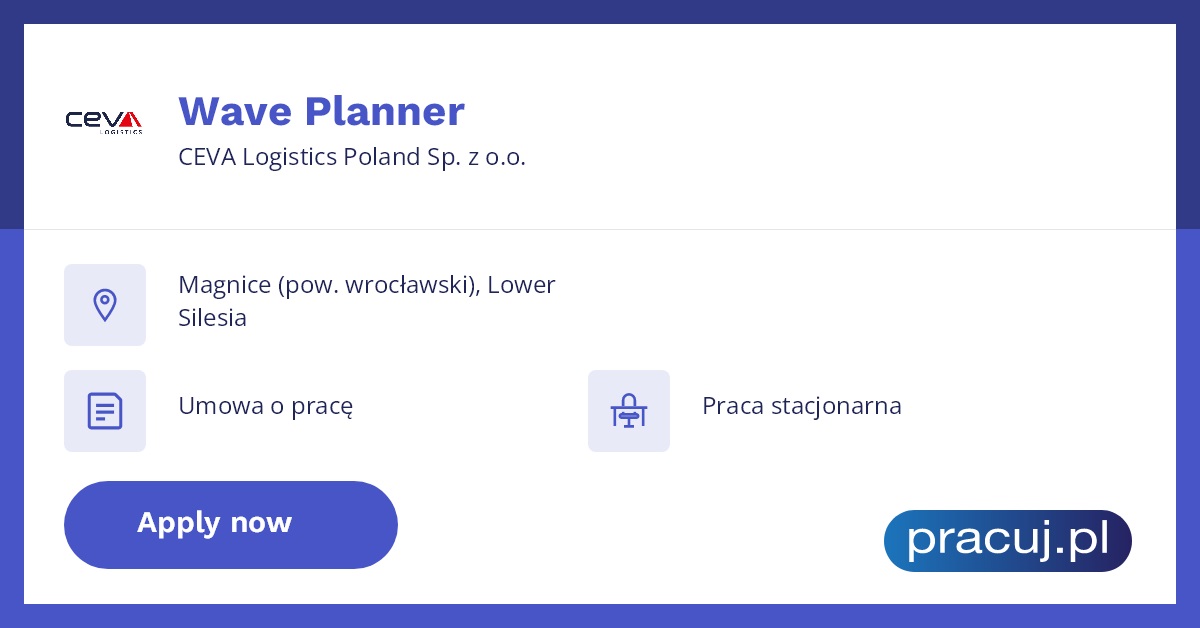 ceva
LOGISTICS
Wave Planner
CEVA Logistics Poland Sp. z o.o.
Magnice (pow. wrocławski), Lower
Silesia
Umowa o pracę
Praca stacjonarna
Apply now
pracuj.pl